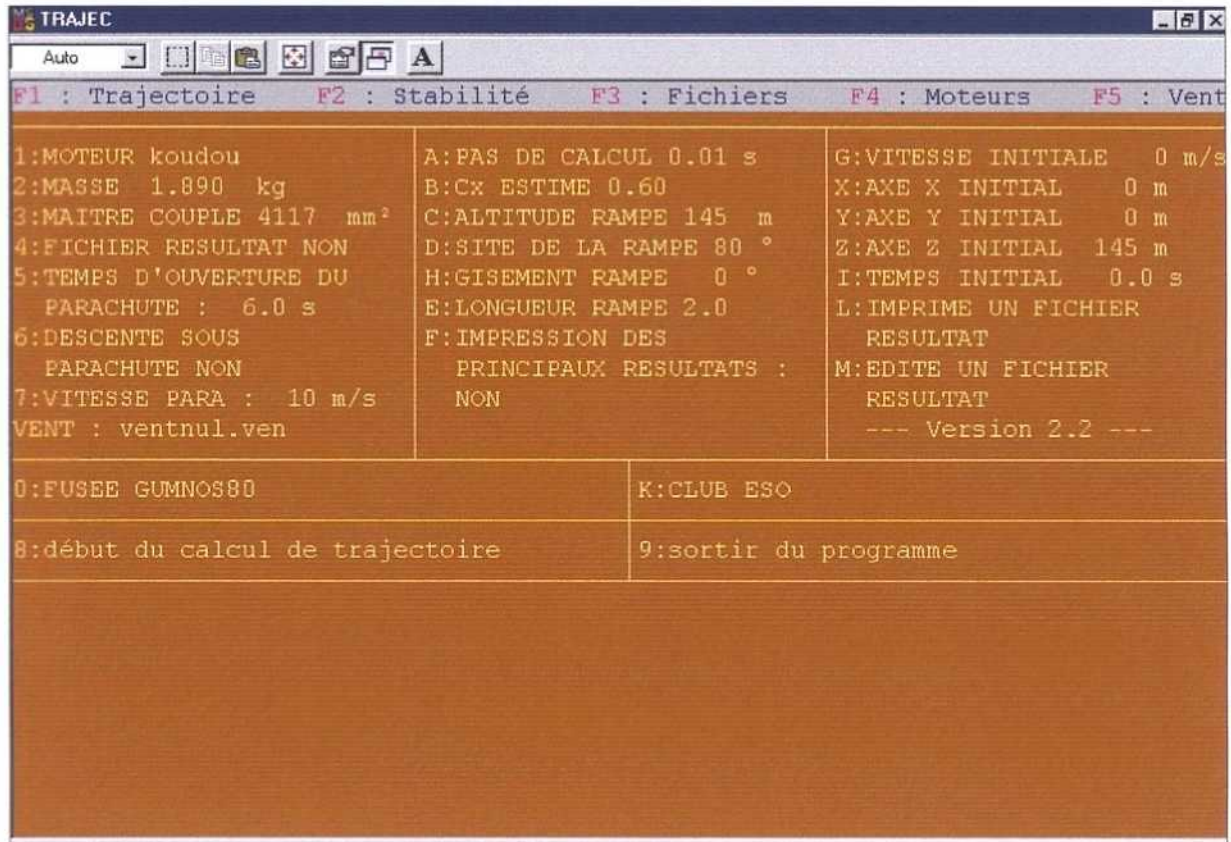 TRAJEC
Auto
A
F1 : Trajectoire F2 : Stabilité F3 : Fichiers F4 : Moteurs F5 : Vent
1:MOTEUR koudou
2:MASSE 1.890 kg
3:MAITRE COUPLE 4117 mm²
4:FICHIER RESULTAT NON
5:TEMPS D'OUVERTURE DU
PARACHUTE : 6.0 s
6:DESCENTE SOUS
PARACHUTE NON
7:VITESSE PARA : 10 m/s
VENT : ventnul.ven
A:PAS DE CALCUL 0.01 s
B:Cx ESTIME 0.60
C:ALTITUDE RAMPE 145 m
D:SITE DE LA RAMPE 80 °
H:GISEMENT RAMPE 0 °
E:LONGUEUR RAMPE 2.0
F:IMPRESSION DES
PRINCIPAUX RESULTATS :
NON
G:VITESSE INITIALE 0 m/s
X:AXE X INITIAL 0 m
Y:AXE Y INITIAL 0 m
Z:AXE Z INITIAL 145 m
I:TEMPS INITIAL 0.0 s
L:IMPRIME UN FICHIER
RESULTAT
M:EDITE UN FICHIER
RESULTAT
--- Version 2.2 ---
0:FUSEE GUMNOS80
K:CLUB ESO
8:début du calcul de trajectoire
9:sortir du programme